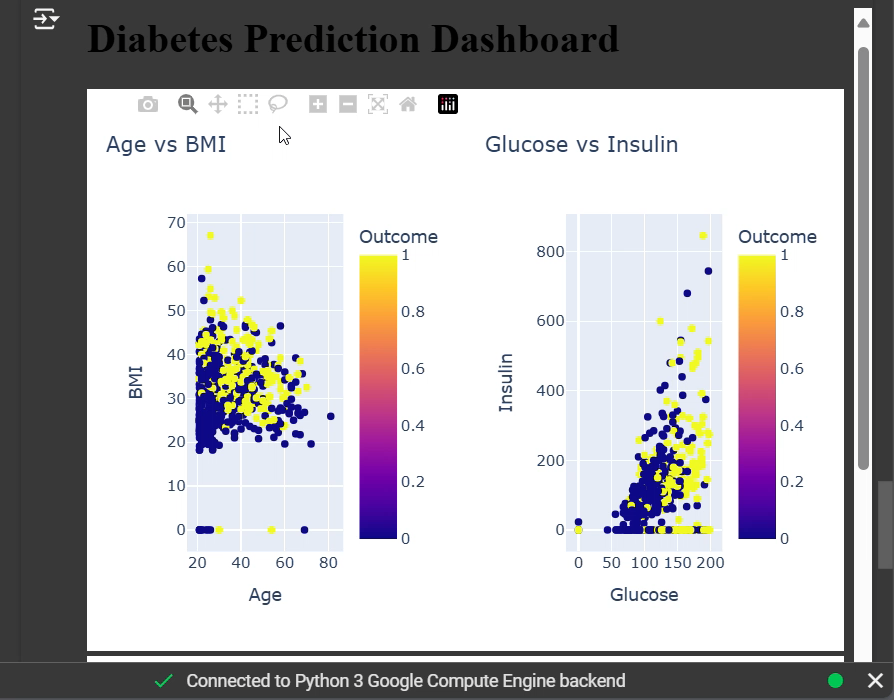 Diabetes Prediction Dashboard
Age vs BMI
70
60
50
40
30
20
10
0
BMI
20 40 60 80
Age
Outcome
1
0.8
0.6
0.4
0.2
0
Glucose vs Insulin
800
600
400
200
0
Insulin
0 50 100 150 200
Glucose
Outcome
1
0.8
0.6
0.4
0.2
0
Connected to Python 3 Google Compute Engine backend